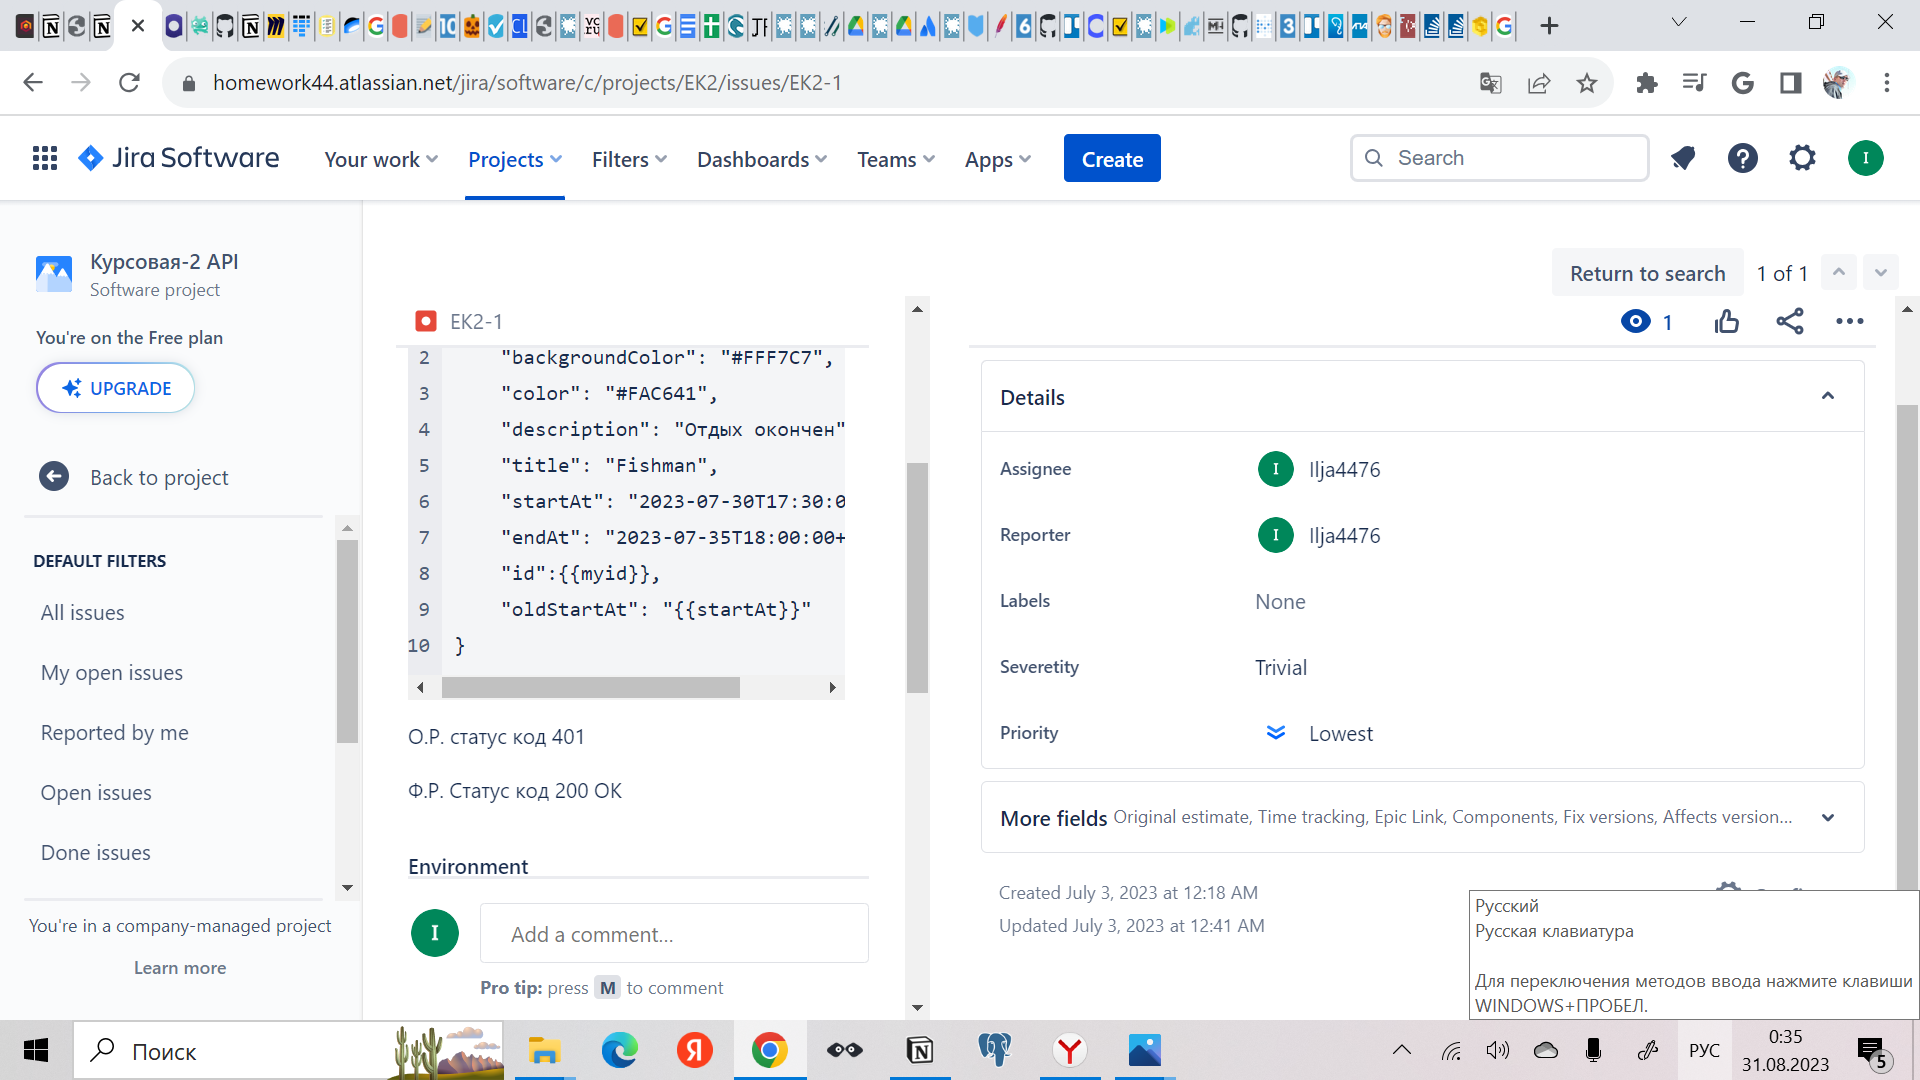 homework44.atlassian.net/jira/software/c/projects/EK2/issues/EK2-1
Jira Software
Your work
Projects
Filters
Dashboards
Teams
Apps
Create
Search
I
Курсовая-2 API
Software project
You're on the Free plan
UPGRADE
Back to project
DEFAULT FILTERS
All issues
My open issues
Reported by me
Open issues
Done issues
You're in a company-managed project
Learn more
Return to search
1 of 1
EK2-1
1
2 "backgroundColor": "#FFF7C7",
3 "color": "#FAC641",
4 "description": "Отдых окончен"
5 "title": "Fishman",
6 "startAt": "2023-07-30T17:30:0
7 "endAt": "2023-07-35T18:00:00+
8 "id":{{myid}},
9 "oldStartAt": "{{startAt}}"
10 }
О.Р. статус код 401
Ф.Р. Статус код 200 ОК
Environment
I
Add a comment...
Pro tip: press M to comment
Details
Assignee
I Ilja4476
Reporter
I Ilja4476
Labels
None
Severetity
Trivial
Priority
Lowest
More fields Original estimate, Time tracking, Epic Link, Components, Fix versions, Affects version...
Created July 3, 2023 at 12:18 AM
Updated July 3, 2023 at 12:41 AM
Русский
Русская клавиатура
Для переключения методов ввода нажмите клавиши
WINDOWS+ПРОБЕЛ.
Поиск
РУС
0:35
31.08.2023
5